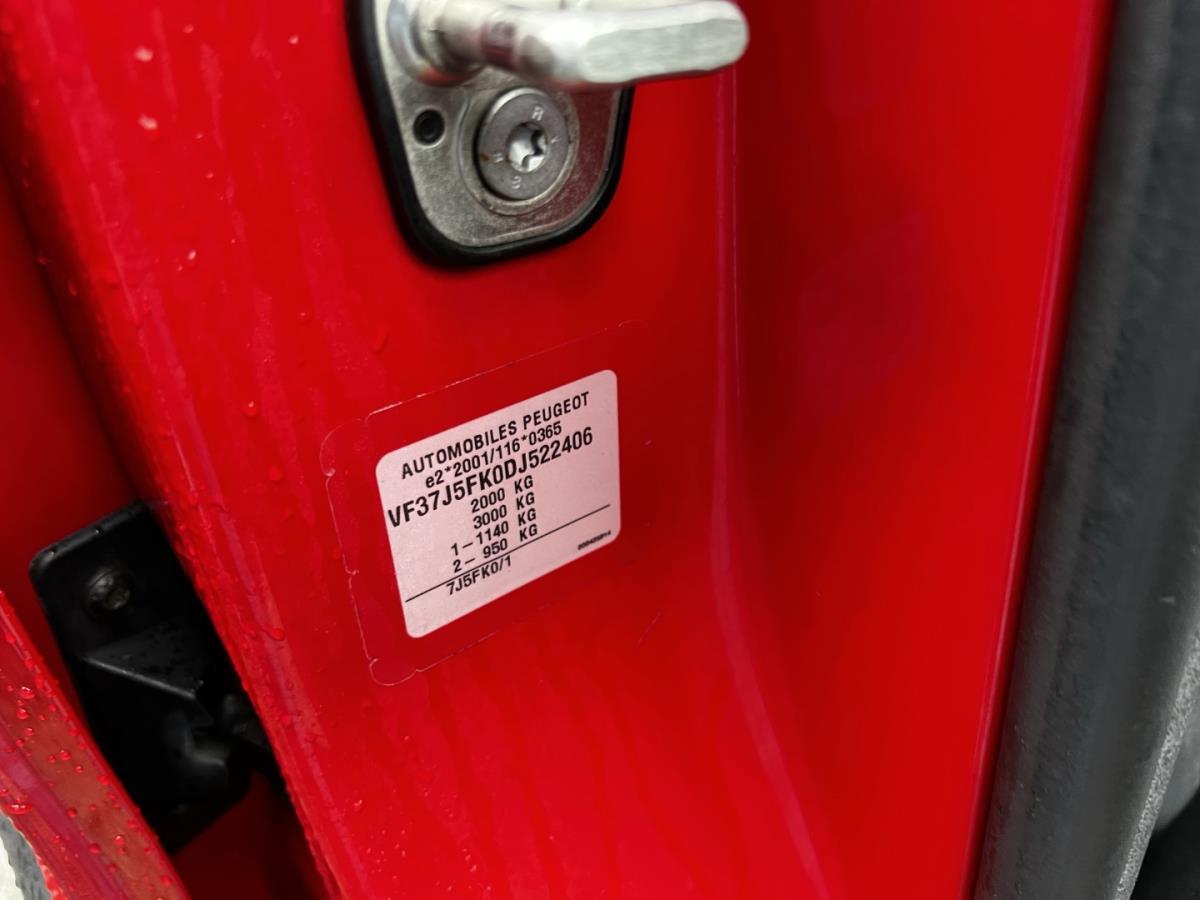 AUTOMOBILES PEUGEOT
e2*2001/116*0365
VF37J5FK0DJ522406
2000 KG
3000 KG
1-1140 KG
2- 950 KG
7J5FK0/1